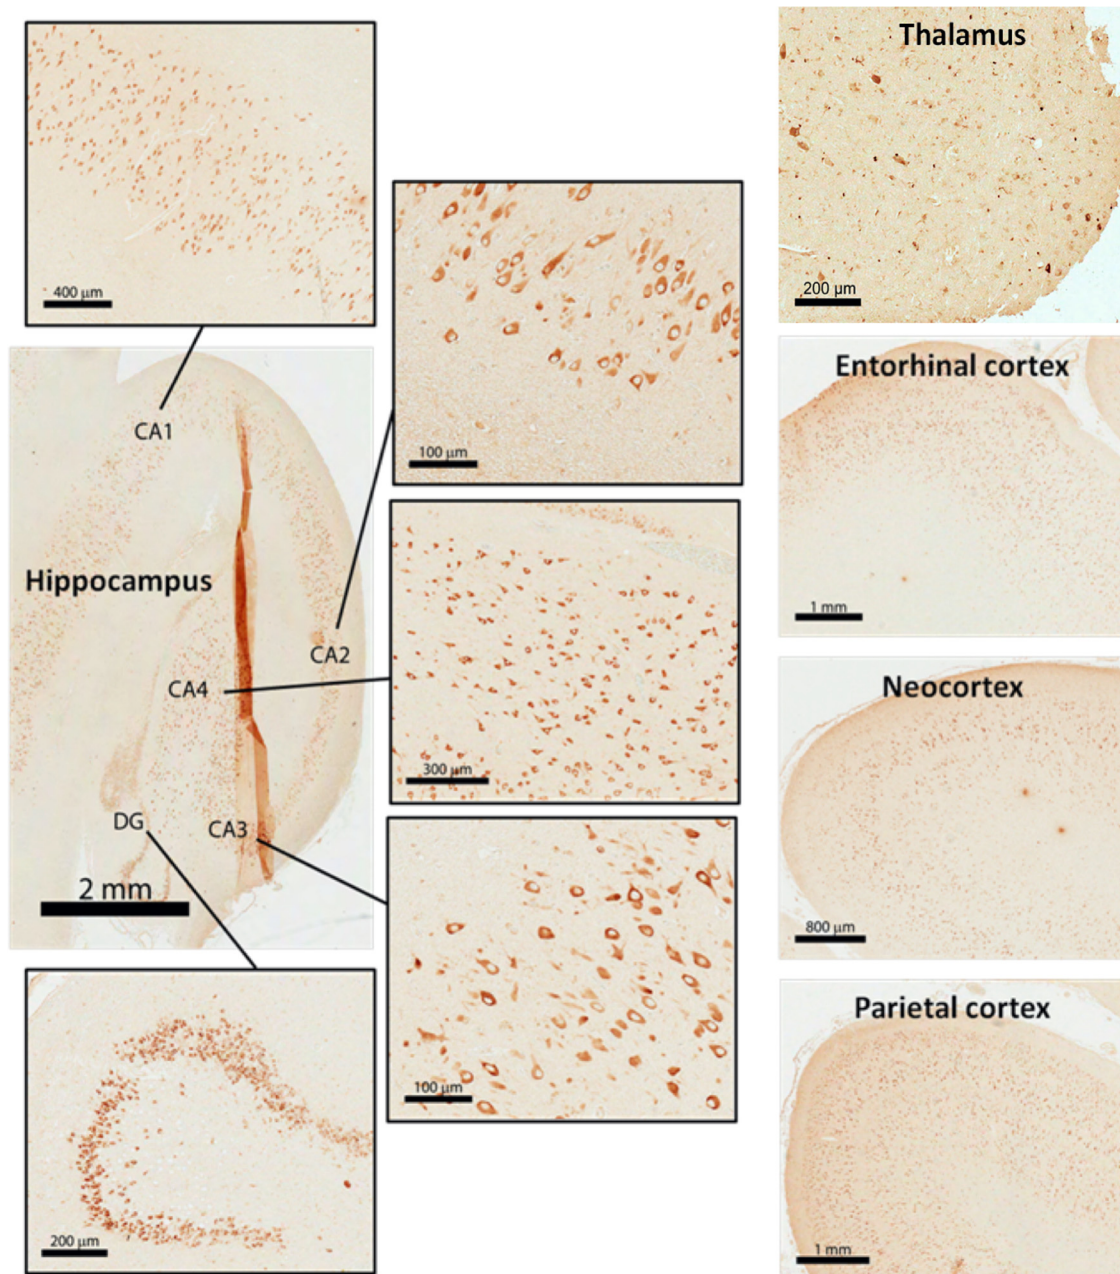 400 μm
CA1
Hippocampus
CA2
CA4
DG
CA3
2 mm
200 μm
100 μm
300 μm
100 μm
Thalamus
200 μm
Entorhinal cortex
1 mm
Neocortex
800 μm
Parietal cortex
1 mm